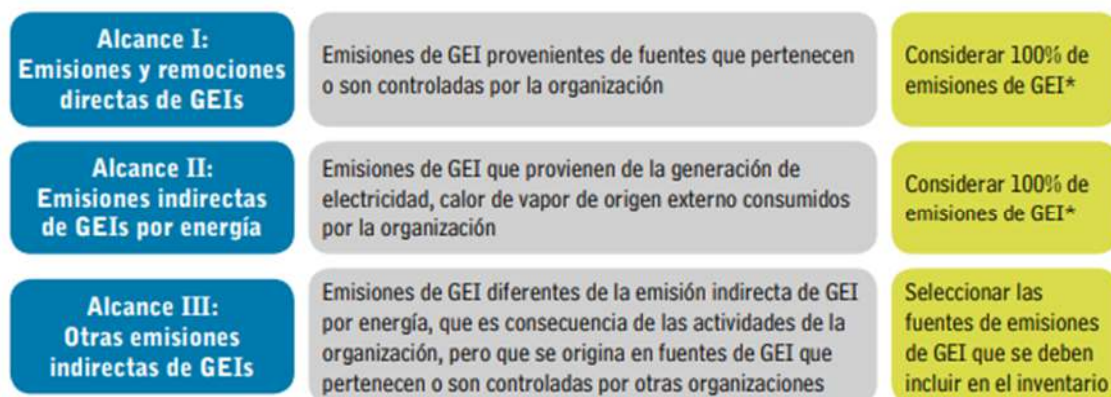 Alcance I:
Emisiones y remociones
directas de GEIs
Emisiones de GEI provenientes de fuentes que pertenecen
o son controladas por la organización
Considerar 100% de
emisiones de GEI*
Alcance II:
Emisiones indirectas
de GEIs por energía
Emisiones de GEI que provienen de la generación de
electricidad, calor de vapor de origen externo consumidos
por la organización
Considerar 100% de
emisiones de GEI*
Alcance III:
Otras emisiones
indirectas de GEIs
Emisiones de GEI diferentes de la emisión indirecta de GEI
por energía, que es consecuencia de las actividades de la
organización, pero que se origina en fuentes de GEI que
pertenecen o son controladas por otras organizaciones
Seleccionar las
fuentes de emisiones
de GEI que se deben
incluir en el inventario